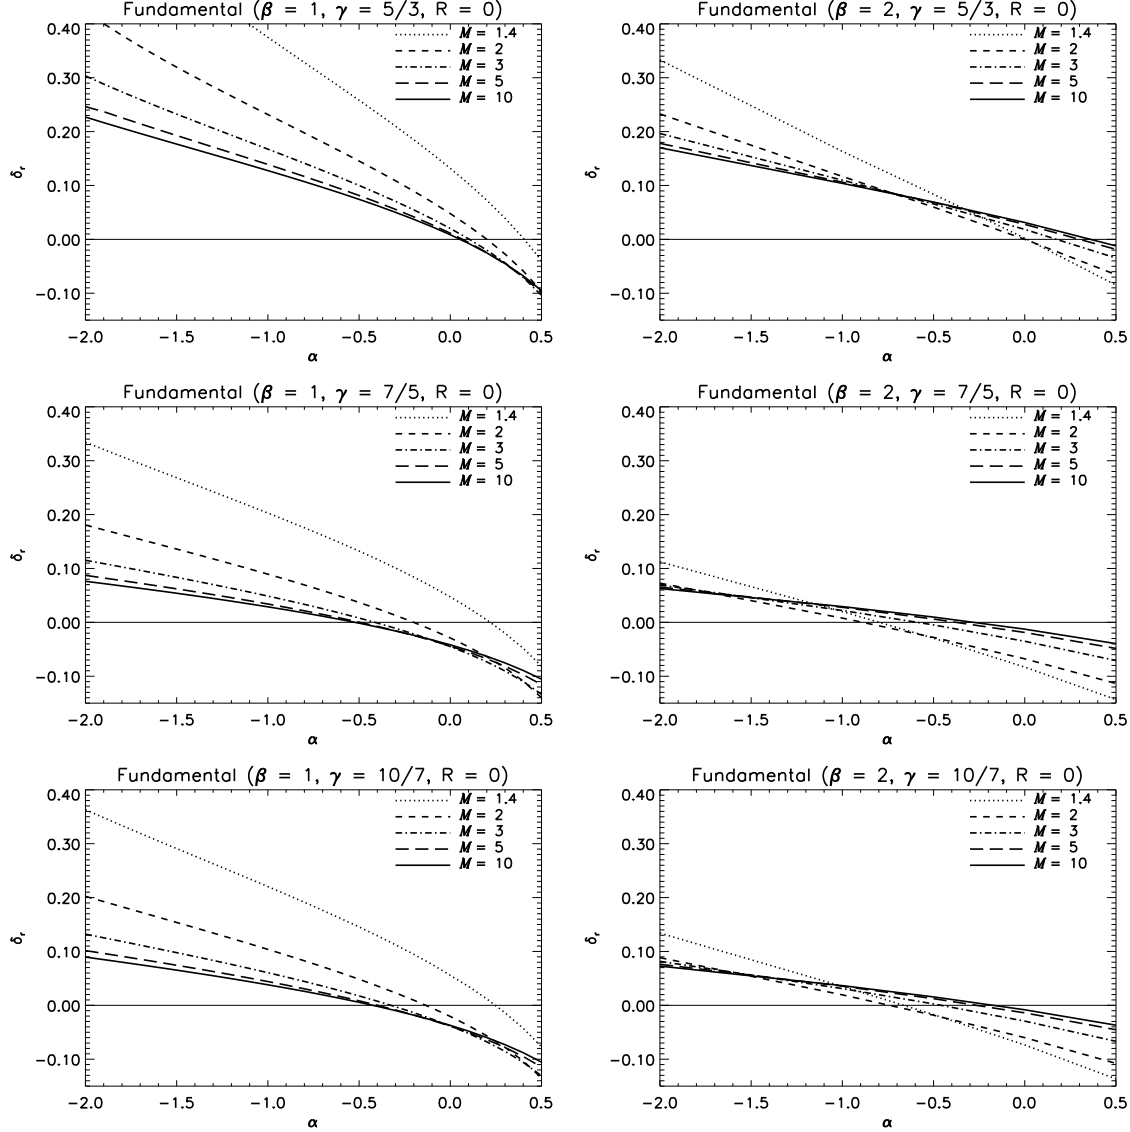 Fundamental (β = 1, γ = 5/3, R = 0)
0.40
0.30
0.20
0.10
0.00
−0.10
δr
M = 1.4
M = 2
M = 3
M = 5
M = 10
−2.0 −1.5 −1.0 −0.5 0.0 0.5
α
Fundamental (β = 2, γ = 5/3, R = 0)
0.40
0.30
0.20
0.10
0.00
−0.10
δr
M = 1.4
M = 2
M = 3
M = 5
M = 10
−2.0 −1.5 −1.0 −0.5 0.0 0.5
α
Fundamental (β = 1, γ = 7/5, R = 0)
0.40
0.30
0.20
0.10
0.00
−0.10
δr
M = 1.4
M = 2
M = 3
M = 5
M = 10
−2.0 −1.5 −1.0 −0.5 0.0 0.5
α
Fundamental (β = 2, γ = 7/5, R = 0)
0.40
0.30
0.20
0.10
0.00
−0.10
δr
M = 1.4
M = 2
M = 3
M = 5
M = 10
−2.0 −1.5 −1.0 −0.5 0.0 0.5
α
Fundamental (β = 1, γ = 10/7, R = 0)
0.40
0.30
0.20
0.10
0.00
−0.10
δr
M = 1.4
M = 2
M = 3
M = 5
M = 10
−2.0 −1.5 −1.0 −0.5 0.0 0.5
α
Fundamental (β = 2, γ = 10/7, R = 0)
0.40
0.30
0.20
0.10
0.00
−0.10
δr
M = 1.4
M = 2
M = 3
M = 5
M = 10
−2.0 −1.5 −1.0 −0.5 0.0 0.5
α